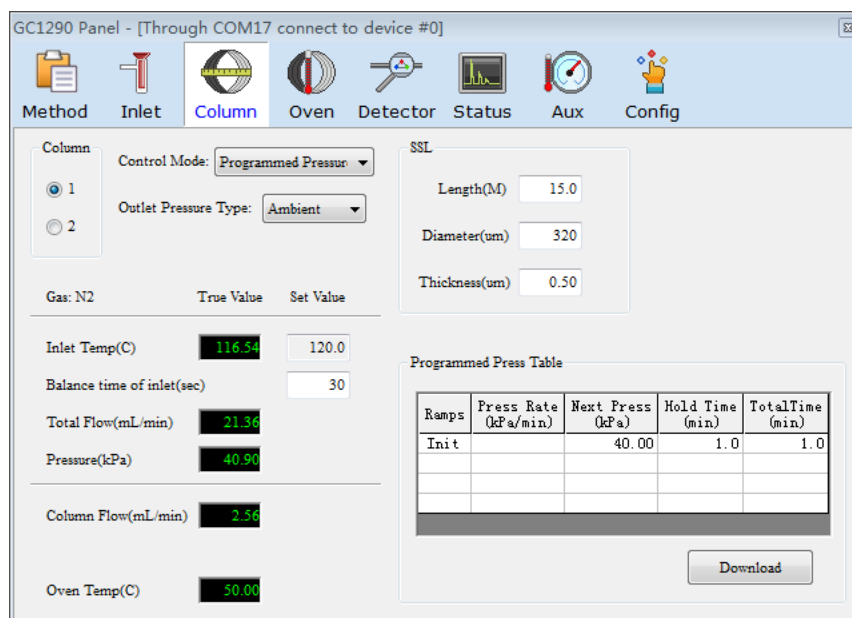 GC1290 Panel - [Through COM17 connect to device #0]
Method Inlet Column Oven Detector Status Aux Config
Column
1
2
Control Mode: Programmed Pressur
Outlet Pressure Type: Ambient
SSL
Length(M) 15.0
Diameter(um) 320
Thickness(um) 0.50
Gas: N2 True Value Set Value
Inlet Temp(C) 116.54 120.0
Balance time of inlet(sec) 30
Total Flow(mL/min) 21.36
Pressure(kPa) 40.90
Column Flow(mL/min) 2.56
Oven Temp(C) 50.00
Programmed Press Table
Ramps Press Rate (kPa/min) Next Press (kPa) Hold Time (min) TotalTime (min)
Init 40.00 1.0 1.0
Download